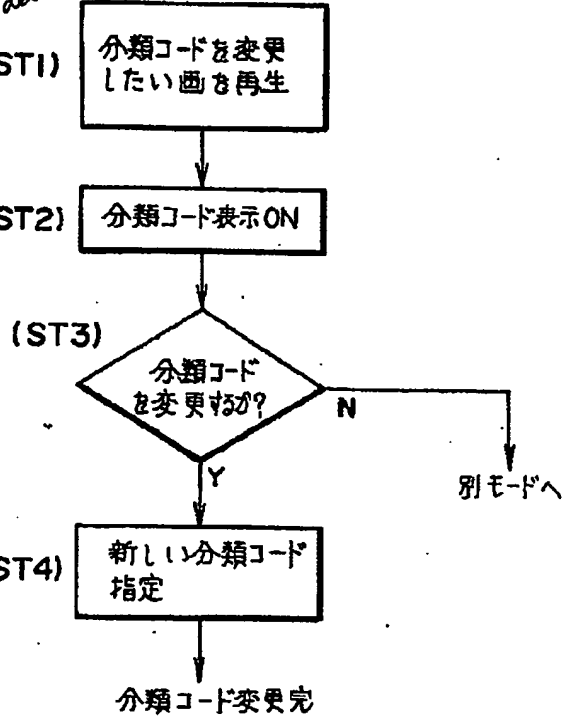 (ST1)
分類コードを変更
したい画を再生
(ST2)
分類コード表示ON
(ST3)
分類コード
を変更するか?
N
別モードへ
Y
(ST4)
新しい分類コード
指定
分類コード変更完